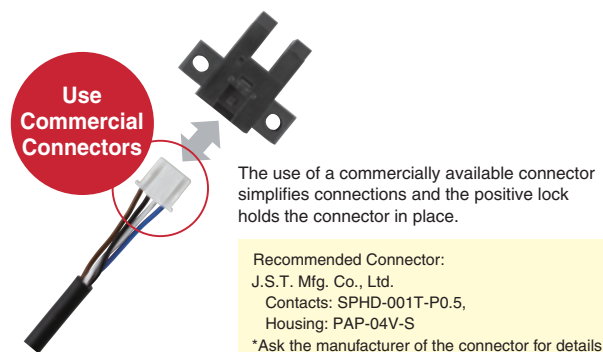 Use
Commercial
Connectors
The use of a commercially available connector
simplifies connections and the positive lock
holds the connector in place.
Recommended Connector:
J.S.T. Mfg. Co., Ltd.
Contacts: SPHD-001T-P0.5,
Housing: PAP-04V-S
*Ask the manufacturer of the connector for details